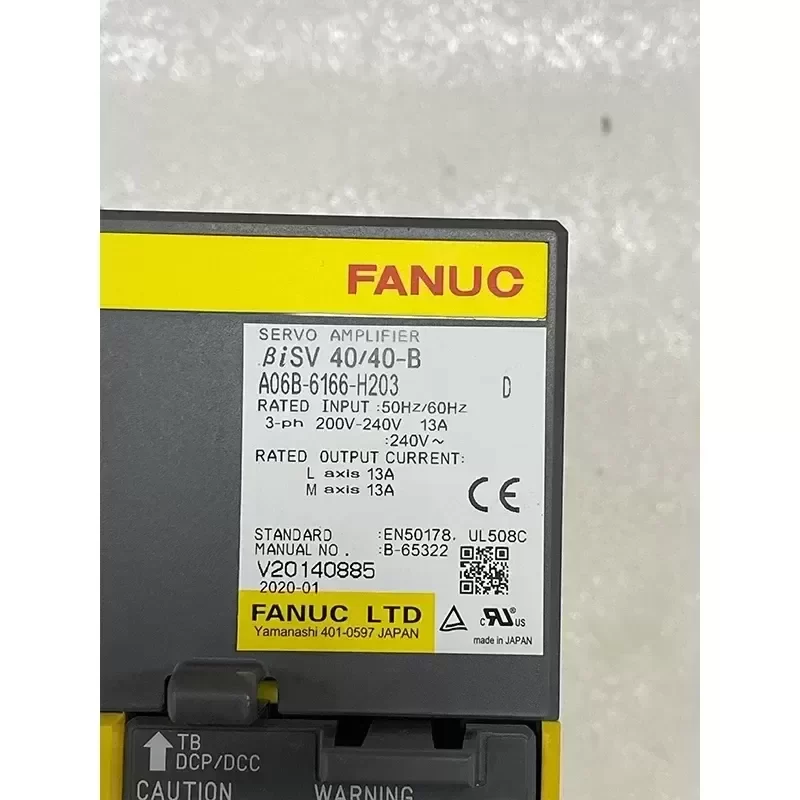 FANUC
SERVO AMPLIFIER
βiSV 40/40-B
A06B-6166-H203 D
RATED INPUT :50Hz/60Hz
3-ph 200V-240V 13A
:240V~
RATED OUTPUT CURRENT:
L axis 13A
M axis 13A
CE
STANDARD :EN50178, UL508C
MANUAL NO. :B-65322
V20140885
2020-01
FANUC LTD
Yamanashi 401-0597 JAPAN
c RU US
made in JAPAN
TB
DCP/DCC
CAUTION WARNING